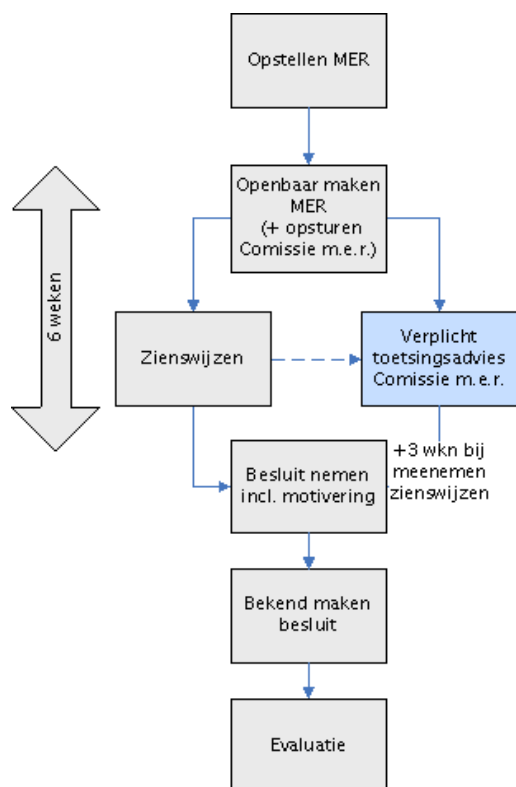 Opstellen MER
Openbaar maken
MER
(+ opsturen
Comissie m.e.r.)
6 weken
Zienswijzen
Verplicht
toetsingsadvies
Comissie m.e.r.
+3 wkn bij
meenemen
zienswijzen
Besluit nemen
incl. motivering
Bekend maken
besluit
Evaluatie